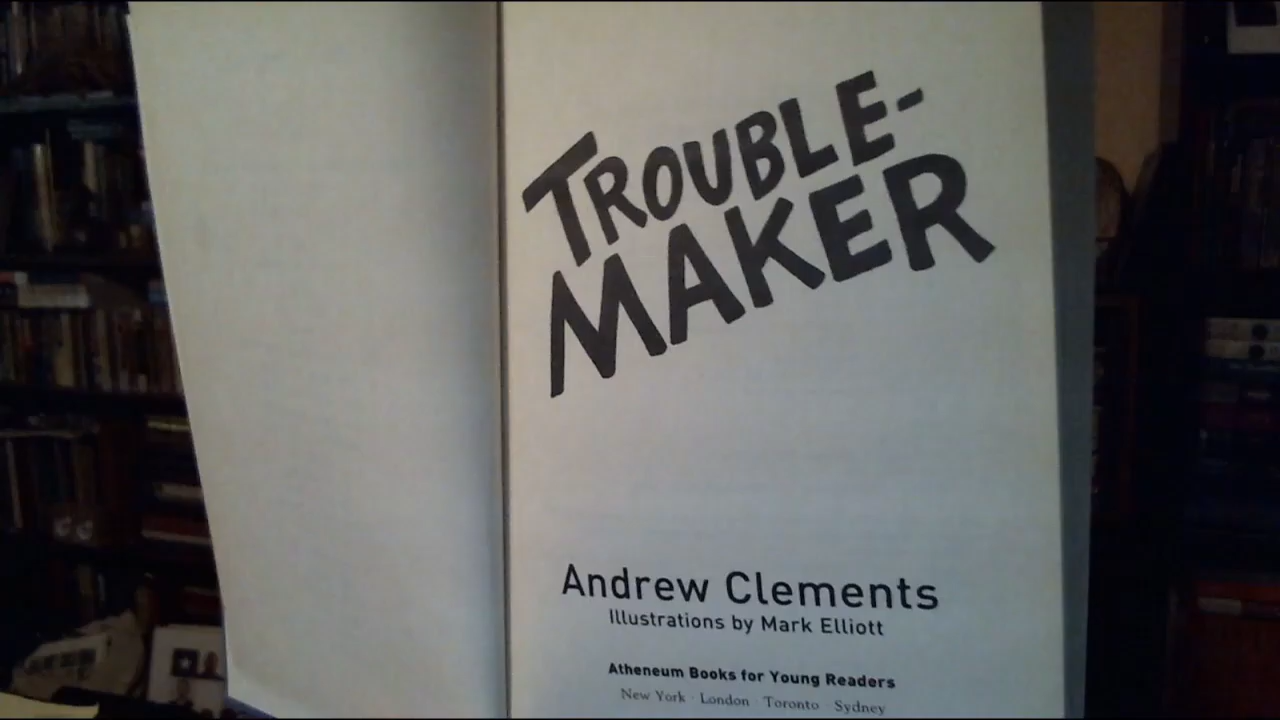 TROUBLE-
MAKER
Andrew Clements
Illustrations by Mark Elliott
Atheneum Books for Young Readers
New York · London · Toronto · Sydney